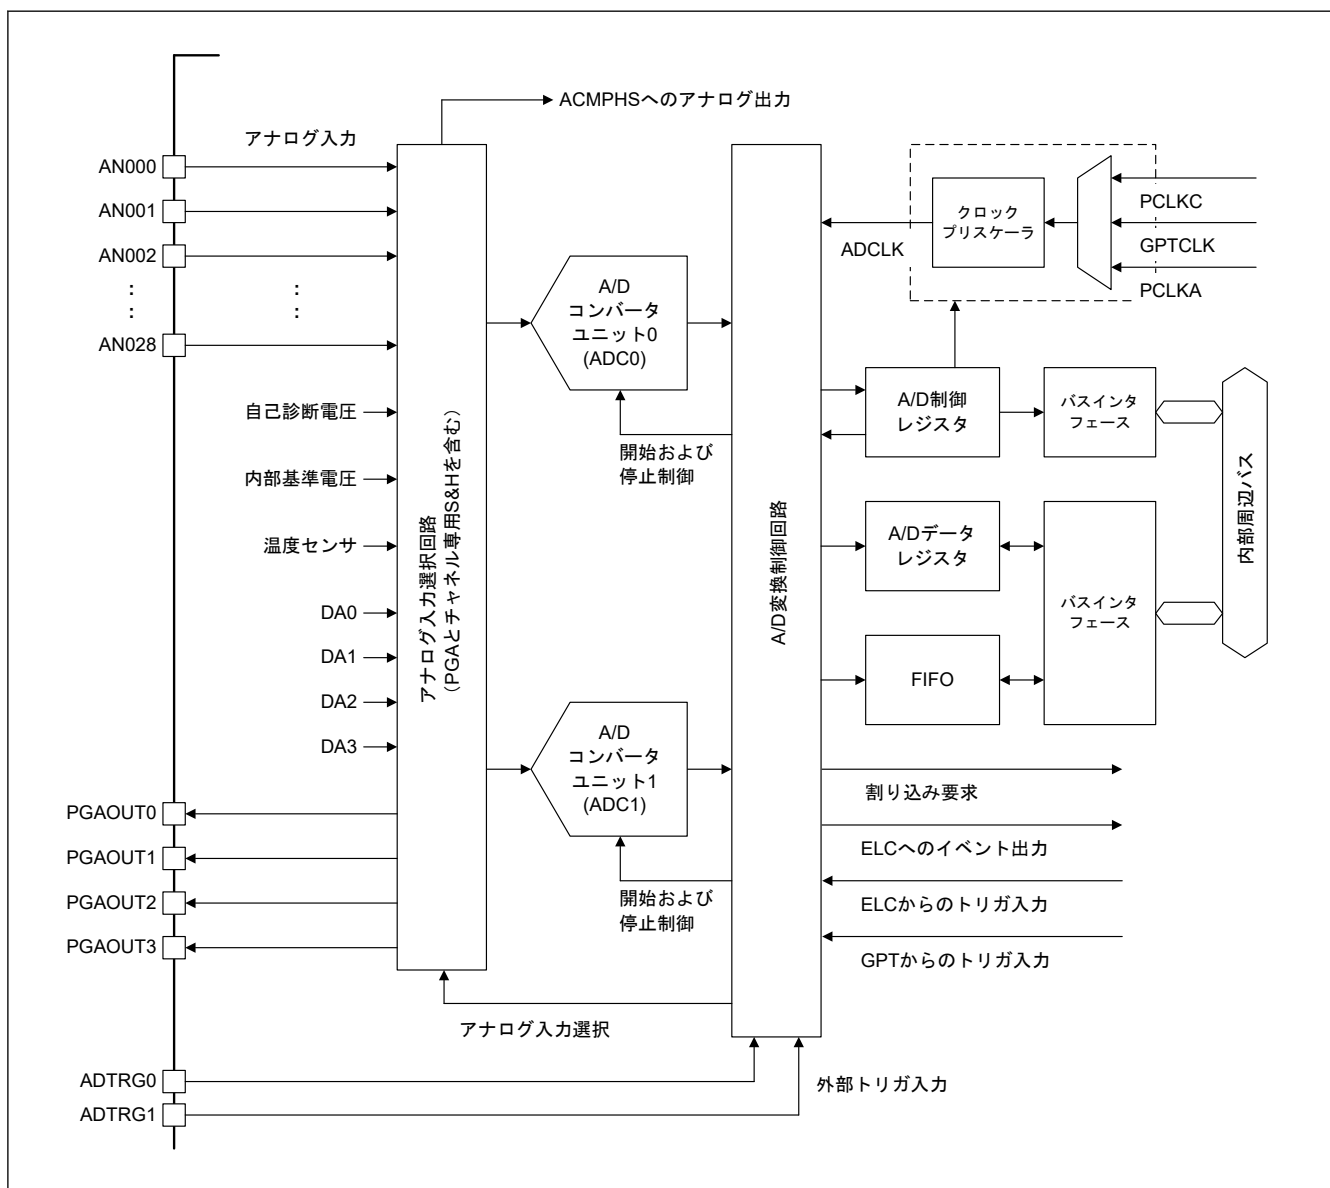 ACMPHSへのアナログ出力
アナログ入力
AN000
AN001
AN002
:
:
:
:
AN028
自己診断電圧
内部基準電圧
温度センサ
DA0
DA1
DA2
DA3
PGAOUT0
PGAOUT1
PGAOUT2
PGAOUT3
ADTRG0
ADTRG1
アナログ入力選択回路
（PGAとチャネル専用S&Hを含む）
A/D
コンバータ
ユニット0
(ADC0)
開始および
停止制御
A/D
コンバータ
ユニット1
(ADC1)
開始および
停止制御
アナログ入力選択
A/D変換制御回路
ADCLK
クロック
プリスケーラ
PCLKC
GPTCLK
PCLKA
A/D制御
レジスタ
バスインタ
フェース
A/Dデータ
レジスタ
FIFO
バスインタ
フェース
内部周辺バス
割り込み要求
ELCへのイベント出力
ELCからのトリガ入力
GPTからのトリガ入力
外部トリガ入力